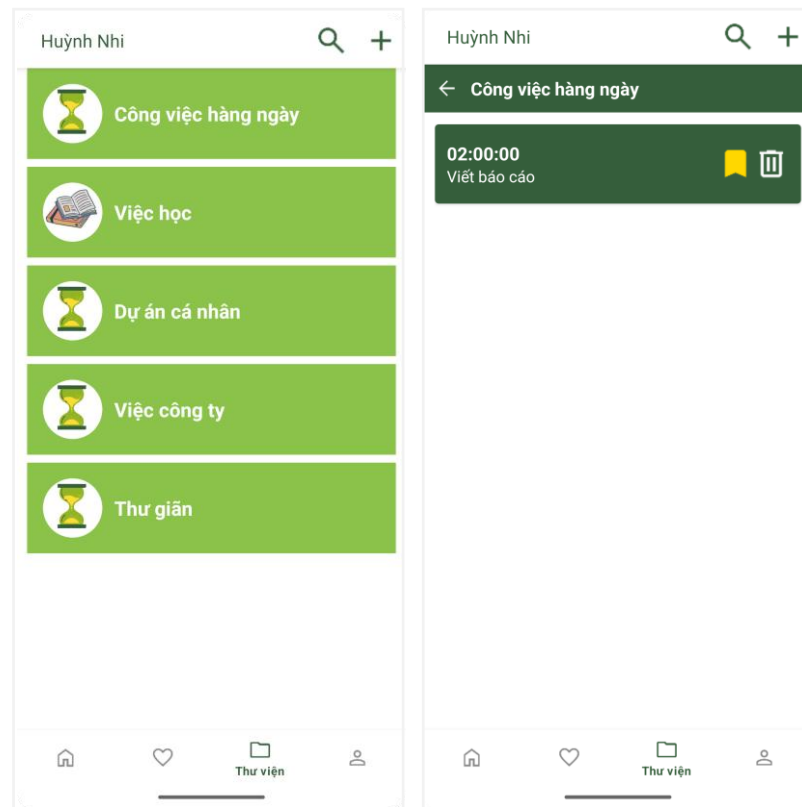 Huỳnh Nhi
Công việc hàng ngày
Việc học
Dự án cá nhân
Việc công ty
Thư giãn
Thư viện
Huỳnh Nhi
Công việc hàng ngày
02:00:00
Viết báo cáo
Thư viện